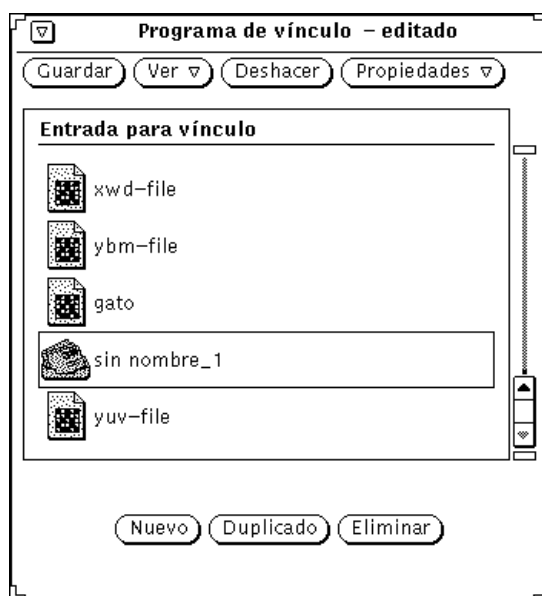 Programa de vínculo – editado
Guardar Ver Deshacer Propiedades
Entrada para vínculo
xwd–file
ybm–file
gato
sin nombre_1
yuv–file
Nuevo Duplicado Eliminar